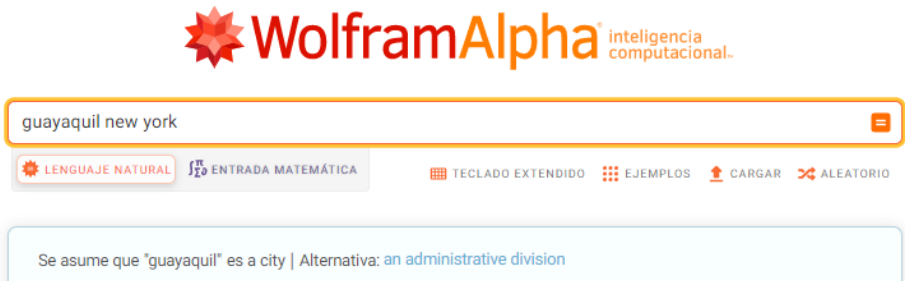 WolframAlpha inteligencia computacional™
guayaquil new york
LENGUAJE NATURAL ∫π Σ∂ ENTRADA MATEMÁTICA TECLADO EXTENDIDO EJEMPLOS CARGAR ALEATORIO
Se asume que "guayaquil" es a city | Alternativa: an administrative division